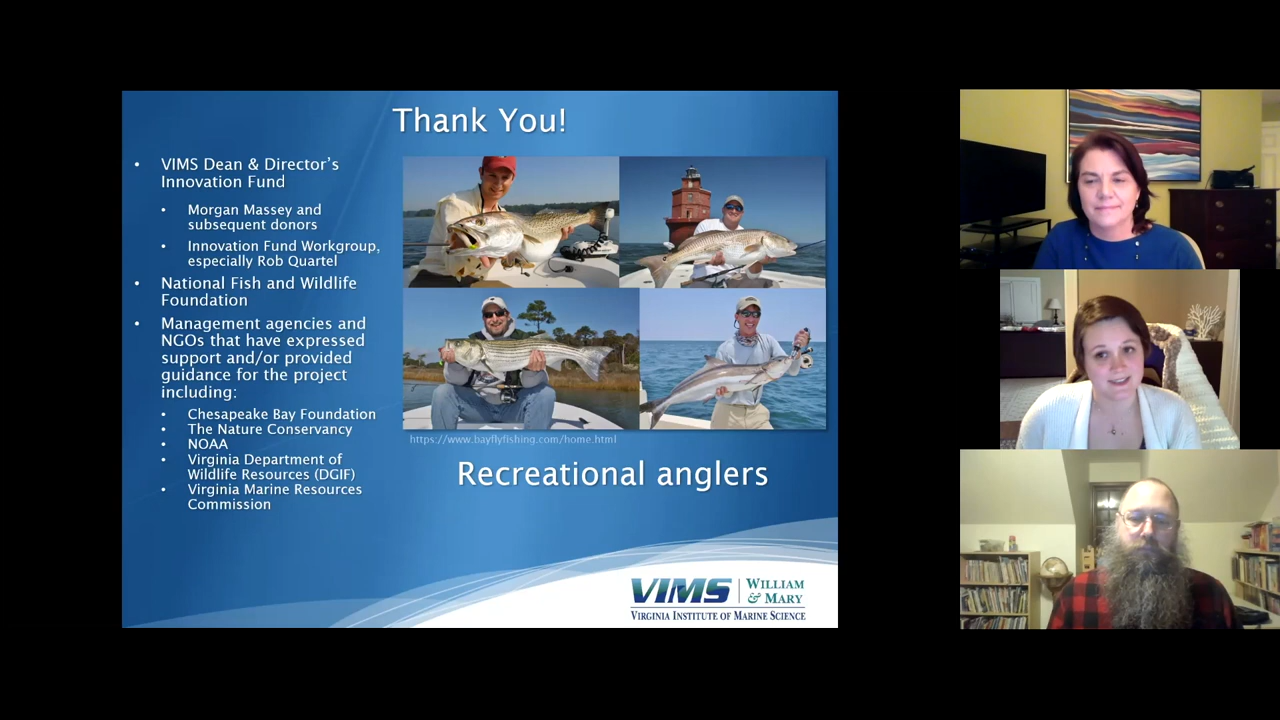 Thank You!
• VIMS Dean & Director's
Innovation Fund
• Morgan Massey and
subsequent donors
• Innovation Fund Workgroup,
especially Rob Quartel
• National Fish and Wildlife
Foundation
• Management agencies and
NGOs that have expressed
support and/or provided
guidance for the project
including:
• Chesapeake Bay Foundation
• The Nature Conservancy
• NOAA
• Virginia Department of
Wildlife Resources (DGIF)
• Virginia Marine Resources
Commission
https://www.bayflyfishing.com/home.html
Recreational anglers
VIMS | WILLIAM
& MARY
VIRGINIA INSTITUTE OF MARINE SCIENCE